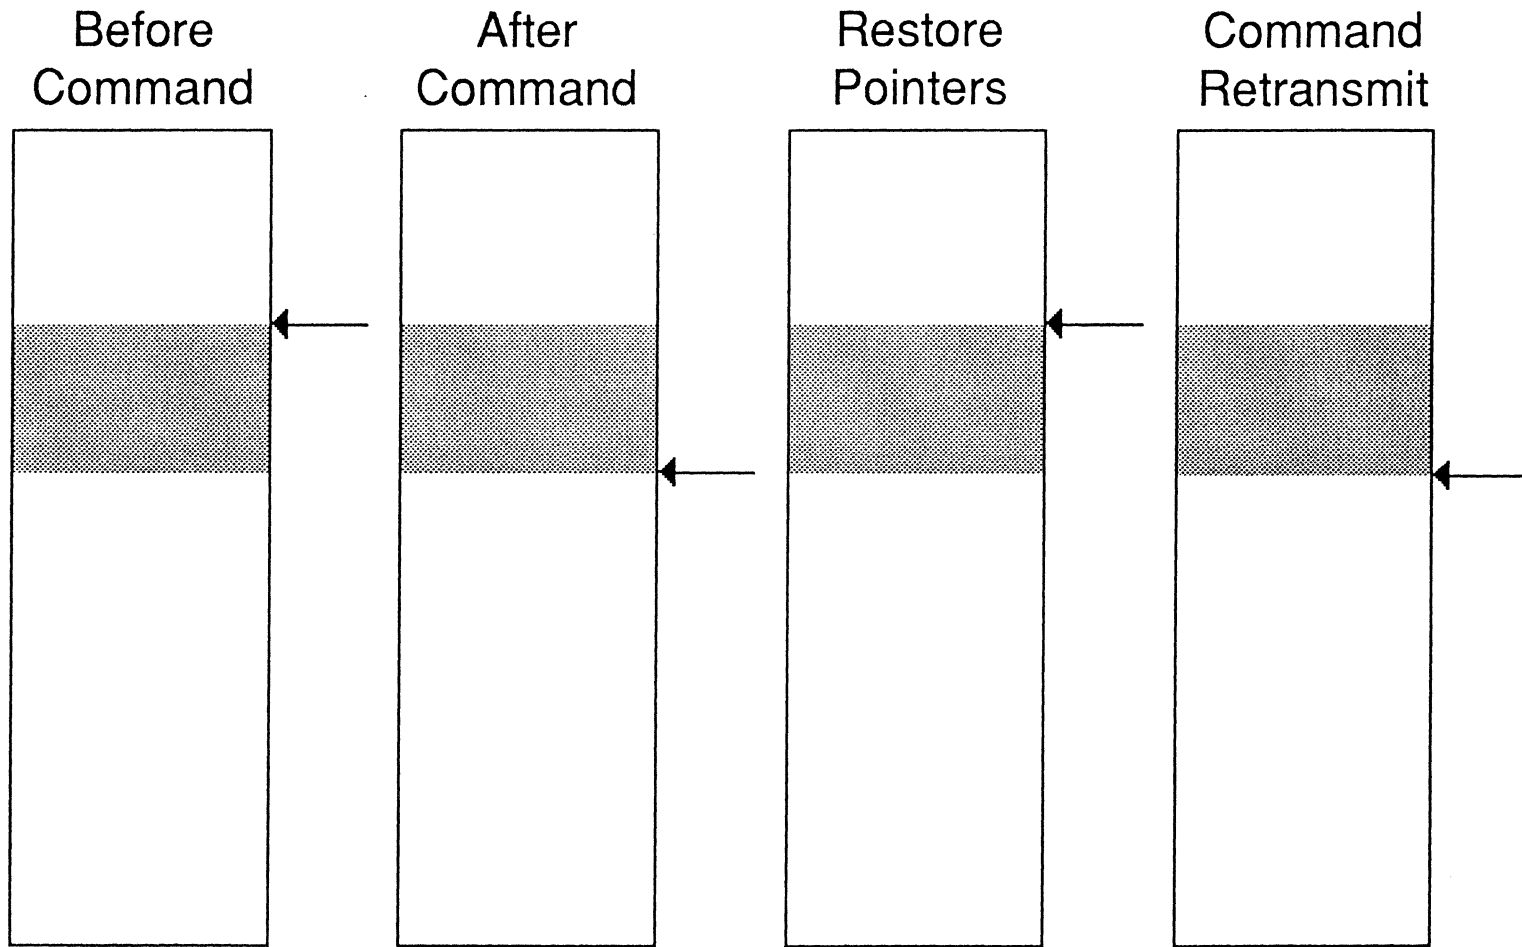 Before
Command
After
Command
Restore
Pointers
Command
Retransmit